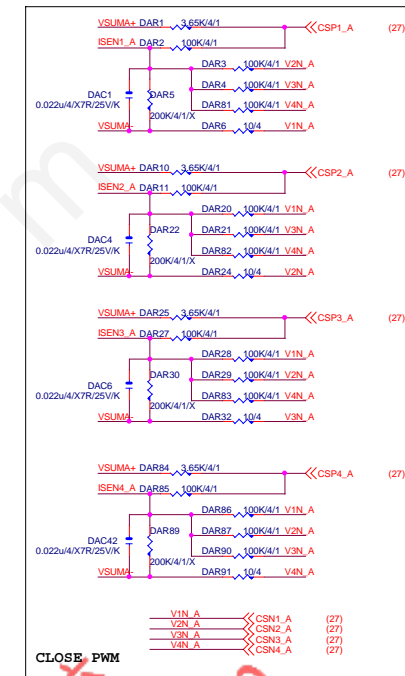 VSUMA+ DAR1 3.65K/4/1 CSP1_A (27)
ISEN1_A DAR2 100K/4/1
DAR3 100K/4/1 V2N_A
DAR4 100K/4/1 V3N_A
DAC1 DAR5 DAR81 100K/4/1 V4N_A
0.022u/4/X7R/25V/K 200K/4/1/X
VSUMA- DAR6 10/4 V1N_A
VSUMA+ DAR10 3.65K/4/1 CSP2_A (27)
ISEN2_A DAR11 100K/4/1
DAR20 100K/4/1 V1N_A
DAR22 DAR21 100K/4/1 V3N_A
DAC4 DAR82 100K/4/1 V4N_A
0.022u/4/X7R/25V/K 200K/4/1/X
VSUMA- DAR24 10/4 V2N_A
VSUMA+ DAR25 3.65K/4/1 CSP3_A (27)
ISEN3_A DAR27 100K/4/1
DAR28 100K/4/1 V1N_A
DAR30 DAR29 100K/4/1 V2N_A
DAC6 DAR83 100K/4/1 V4N_A
0.022u/4/X7R/25V/K 200K/4/1/X
VSUMA- DAR32 10/4 V3N_A
VSUMA+ DAR84 3.65K/4/1 CSP4_A (27)
ISEN4_A DAR85 100K/4/1
DAR86 100K/4/1 V1N_A
DAR89 DAR87 100K/4/1 V2N_A
DAC42 DAR90 100K/4/1 V3N_A
0.022u/4/X7R/25V/K 200K/4/1/X
VSUMA- DAR91 10/4 V4N_A
V1N_A CSN1_A (27)
V2N_A CSN2_A (27)
V3N_A CSN3_A (27)
V4N_A CSN4_A (27)
CLOSE PWM